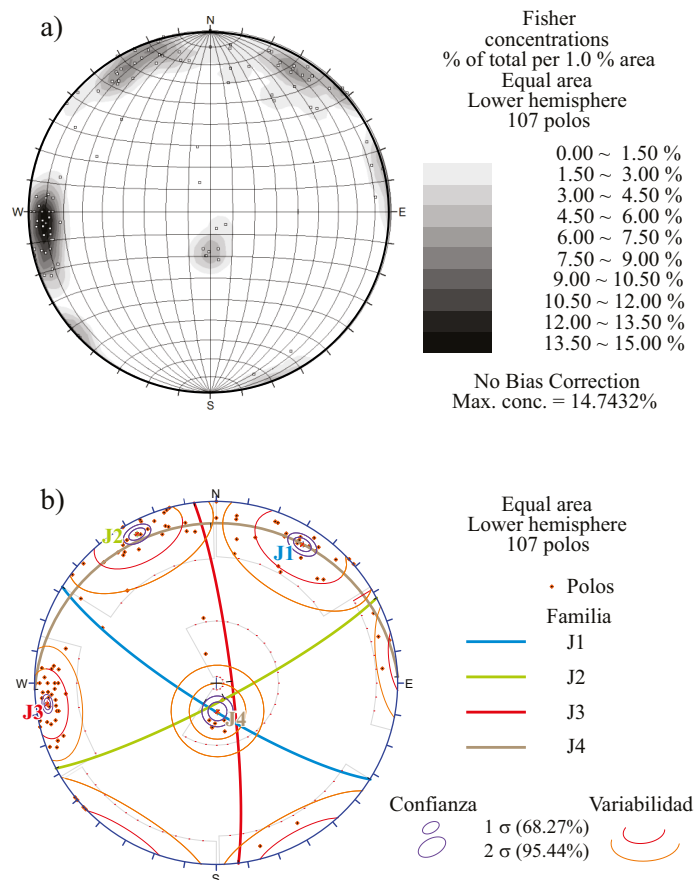 a)
N
W
E
S
Fisher
concentrations
% of total per 1.0 % area
Equal area
Lower hemisphere
107 polos
0.00 ~ 1.50 %
1.50 ~ 3.00 %
3.00 ~ 4.50 %
4.50 ~ 6.00 %
6.00 ~ 7.50 %
7.50 ~ 9.00 %
9.00 ~ 10.50 %
10.50 ~ 12.00 %
12.00 ~ 13.50 %
13.50 ~ 15.00 %
No Bias Correction
Max. conc. = 14.7432%
b)
N
J2
J1
W
E
J3
J4
S
Equal area
Lower hemisphere
107 polos
Polos
Familia
J1
J2
J3
J4
Confianza
Variabilidad
1 σ (68.27%)
2 σ (95.44%)